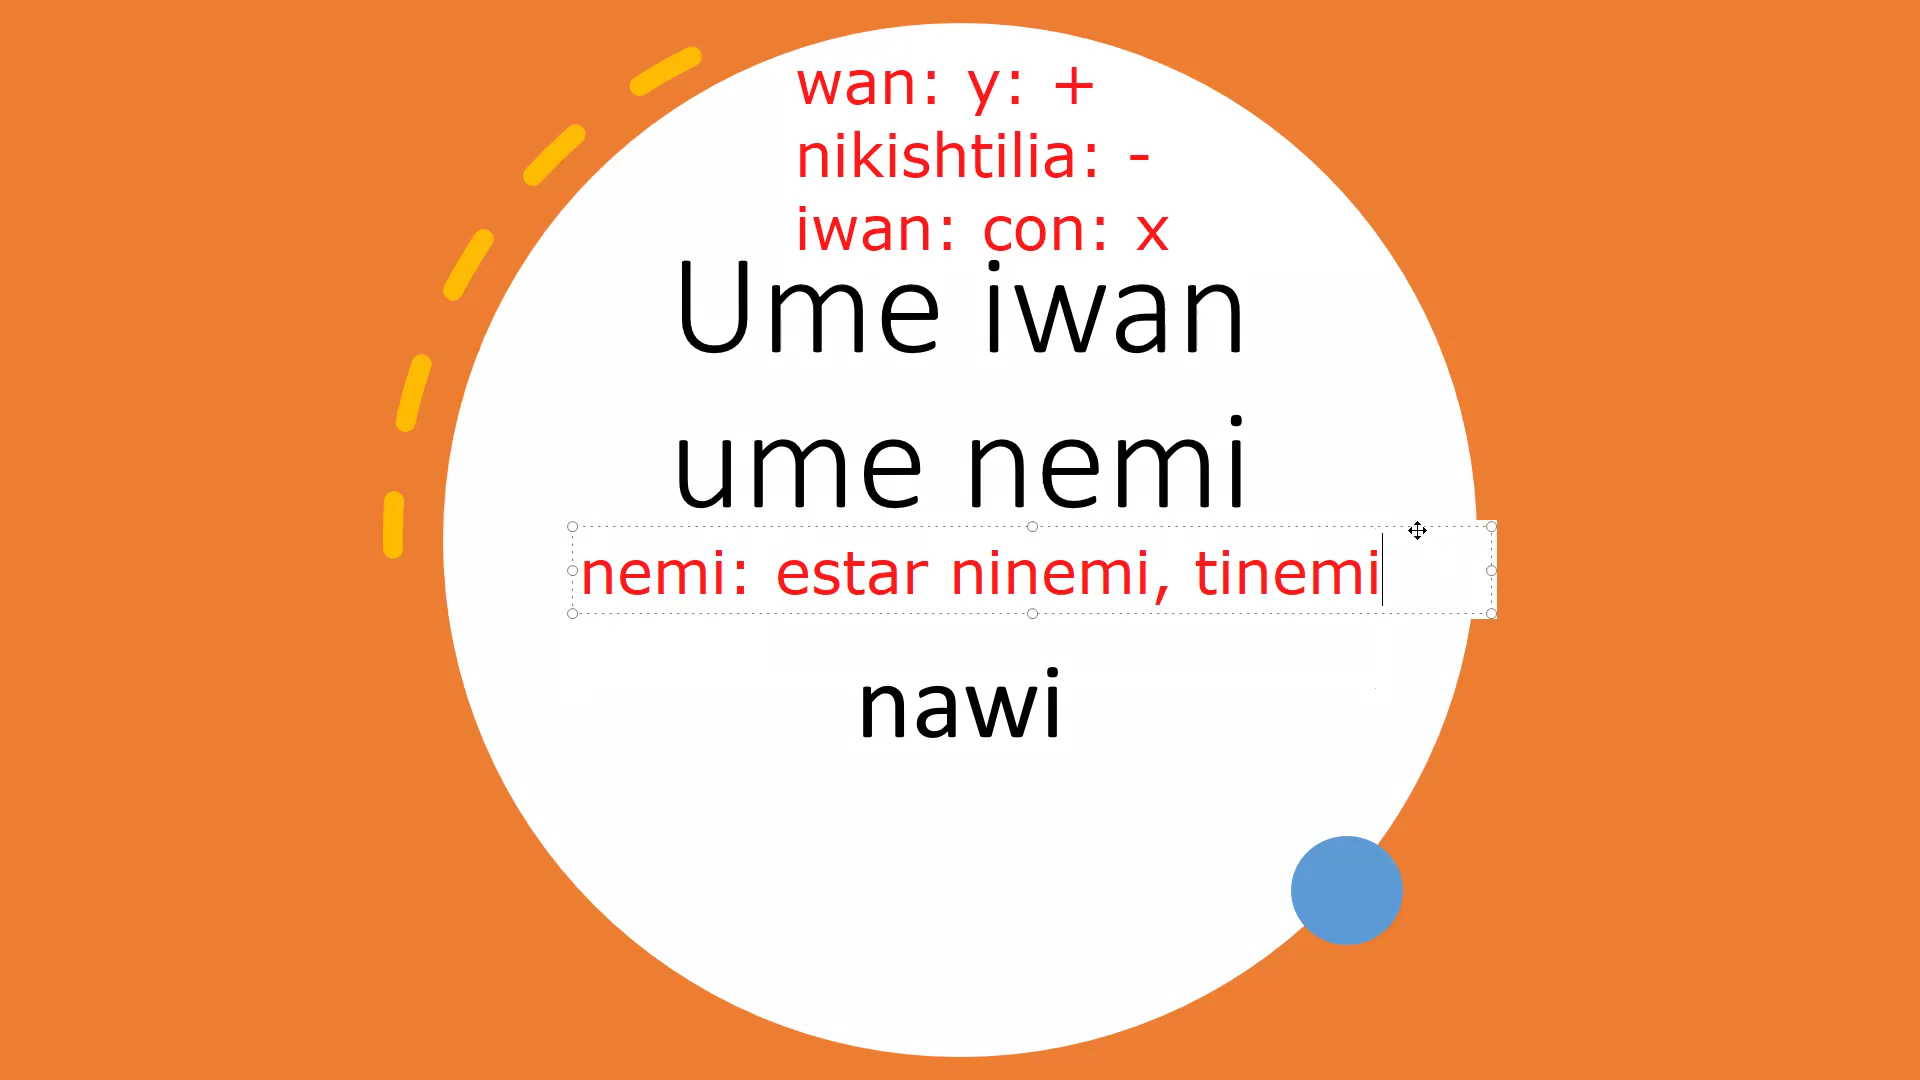 wan: y: +
nikishtilia: -
iwan: con: x
Ume iwan
ume nemi
nemi: estar ninemi, tinemi
nawi